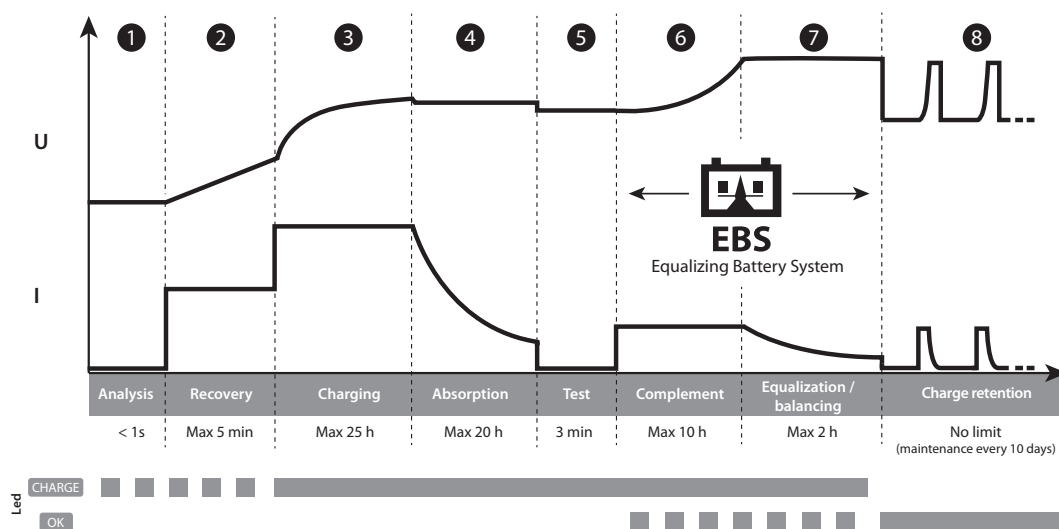 1 2 3 4 5 6 7 8
U
EBS
Equalizing Battery System
I
Analysis Recovery Charging Absorption Test Complement Equalization / balancing Charge retention
< 1s Max 5 min Max 25 h Max 20 h 3 min Max 10 h Max 2 h No limit
(maintenance every 10 days)
Led
CHARGE
OK